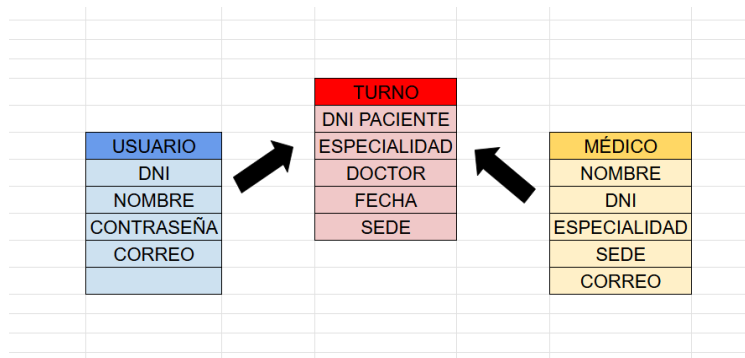 USUARIO
DNI
NOMBRE
CONTRASEÑA
CORREO
TURNO
DNI PACIENTE
ESPECIALIDAD
DOCTOR
FECHA
SEDE
MÉDICO
NOMBRE
DNI
ESPECIALIDAD
SEDE
CORREO